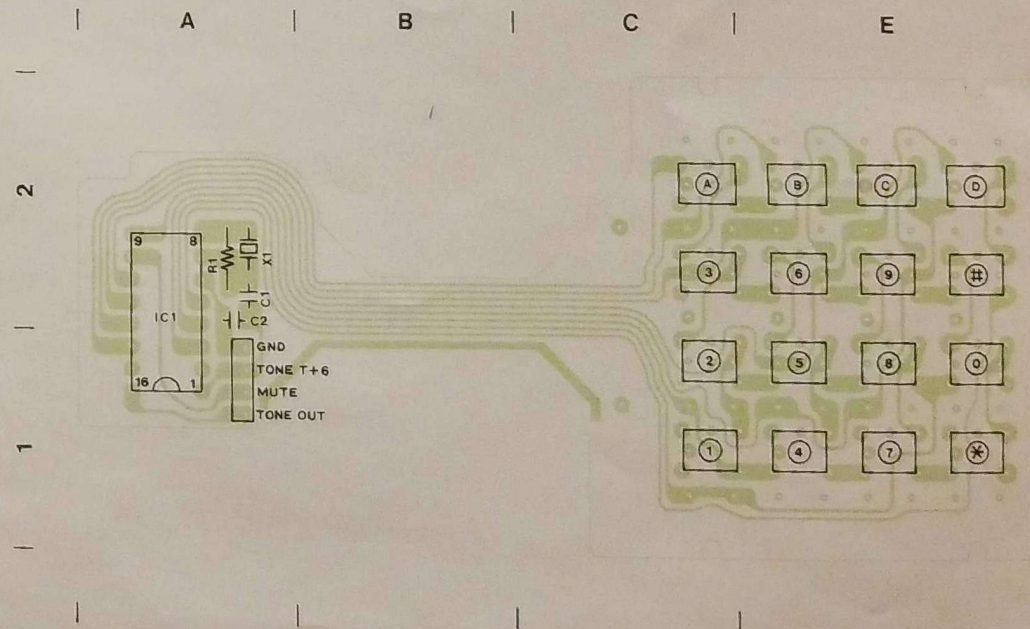 A B C E
2
A B C D
9 8
R1 X1
3 6 9 #
C1
IC1
C2
GND
2 5 8 0
TONE T+6
16 1
MUTE
TONE OUT
1
1 4 7 *